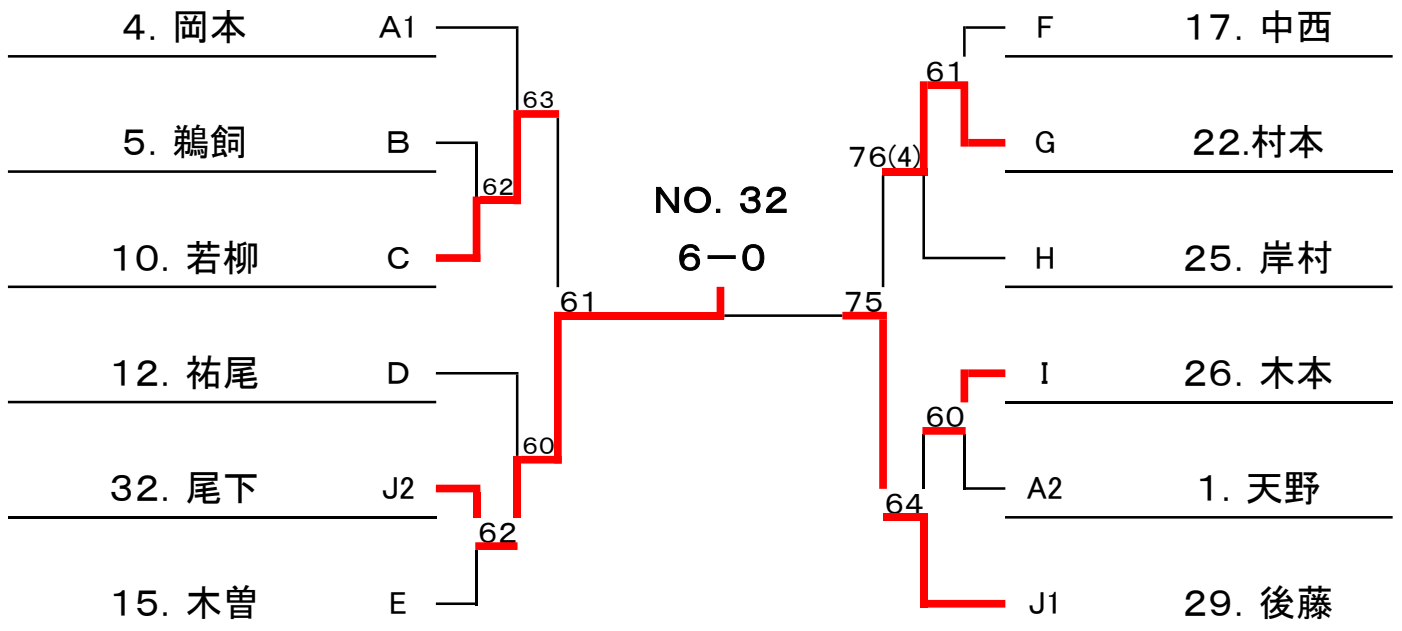 4. 岡本 A1
63
5. 鵜飼 B
62
10. 若柳 C
61
12. 祐尾 D
60
32. 尾下 J2
62
15. 木曽 E
NO. 32
6－0
F 17. 中西
61
G 22.村本
76(4)
H 25. 岸村
75
I 26. 木本
60
A2 1. 天野
64
J1 29. 後藤